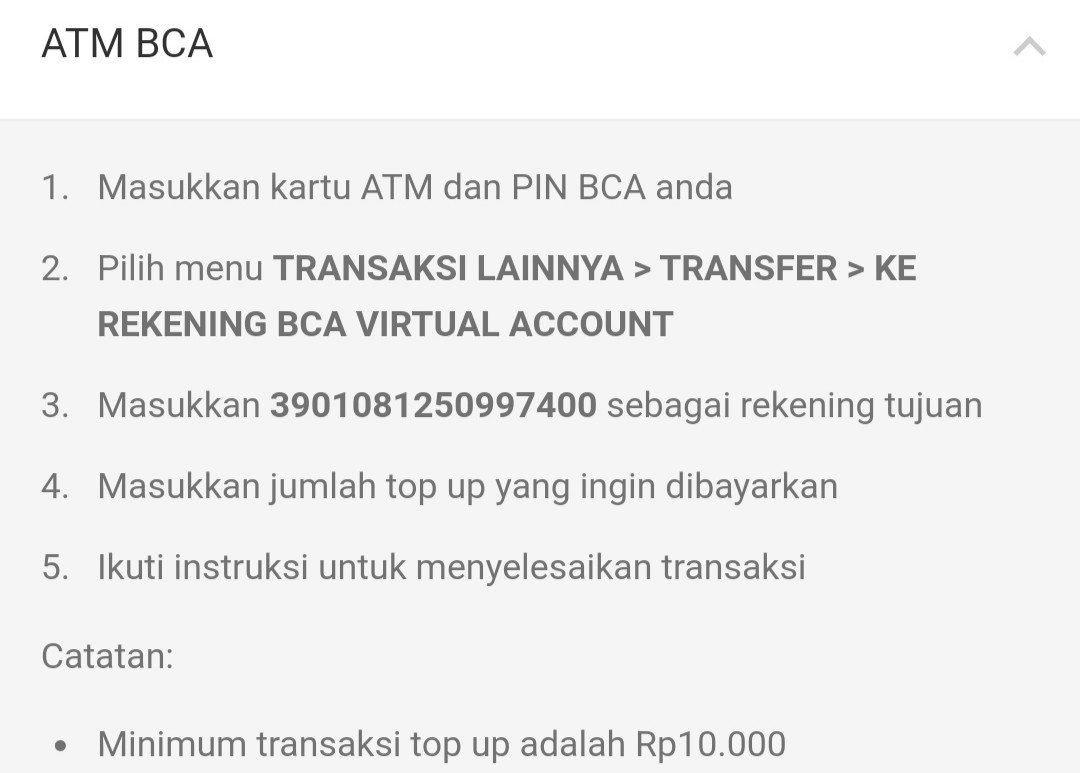 ATM BCA
1. Masukkan kartu ATM dan PIN BCA anda
2. Pilih menu TRANSAKSI LAINNYA > TRANSFER > KE
REKENING BCA VIRTUAL ACCOUNT
3. Masukkan 3901081250997400 sebagai rekening tujuan
4. Masukkan jumlah top up yang ingin dibayarkan
5. Ikuti instruksi untuk menyelesaikan transaksi
Catatan:
• Minimum transaksi top up adalah Rp10.000